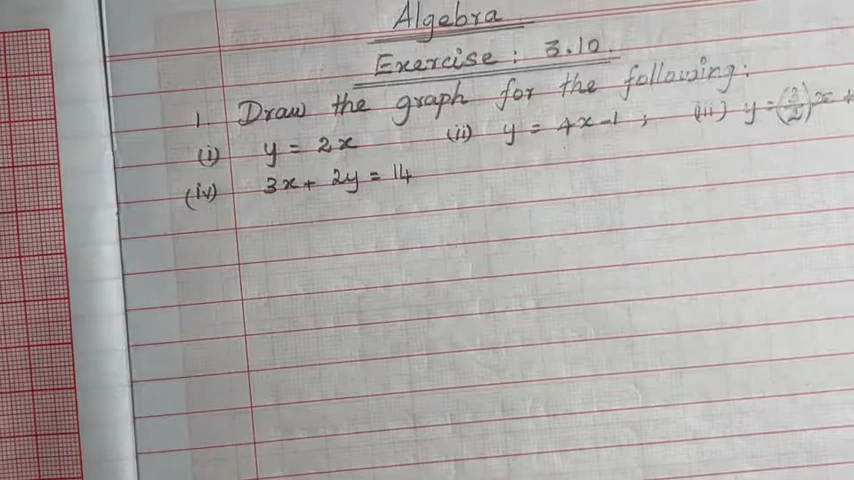 Algebra
Exercise : 3.10.
1. Draw the graph for the following:
(i) y = 2x (ii) y = 4x-1 ; (iii) y = (3/2)x +
(iv) 3x + 2y = 14